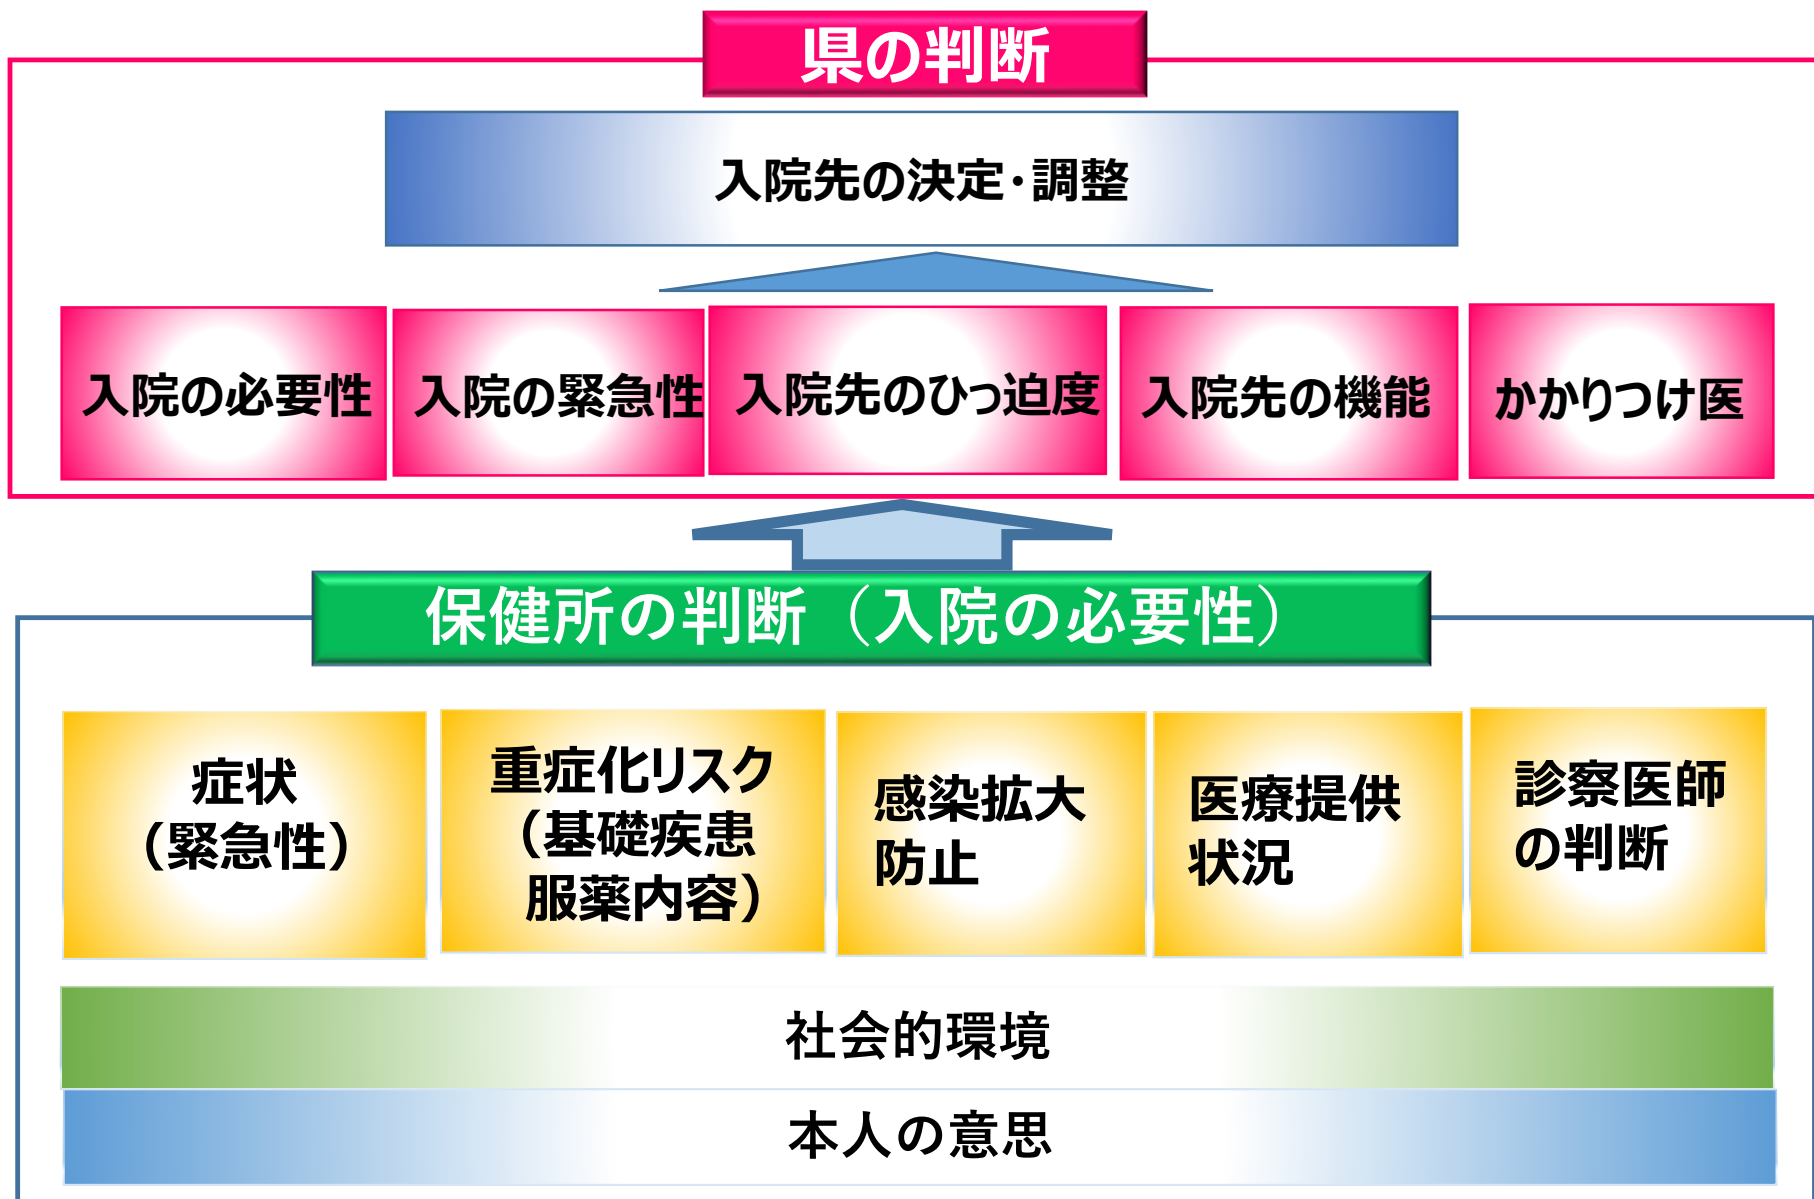 県の判断
入院先の決定・調整
入院の必要性
入院の緊急性
入院先のひっ迫度
入院先の機能
かかりつけ医
保健所の判断（入院の必要性）
症状
（緊急性）
重症化リスク
（基礎疾患
服薬内容）
感染拡大
防止
医療提供
状況
診察医師
の判断
社会的環境
本人の意思